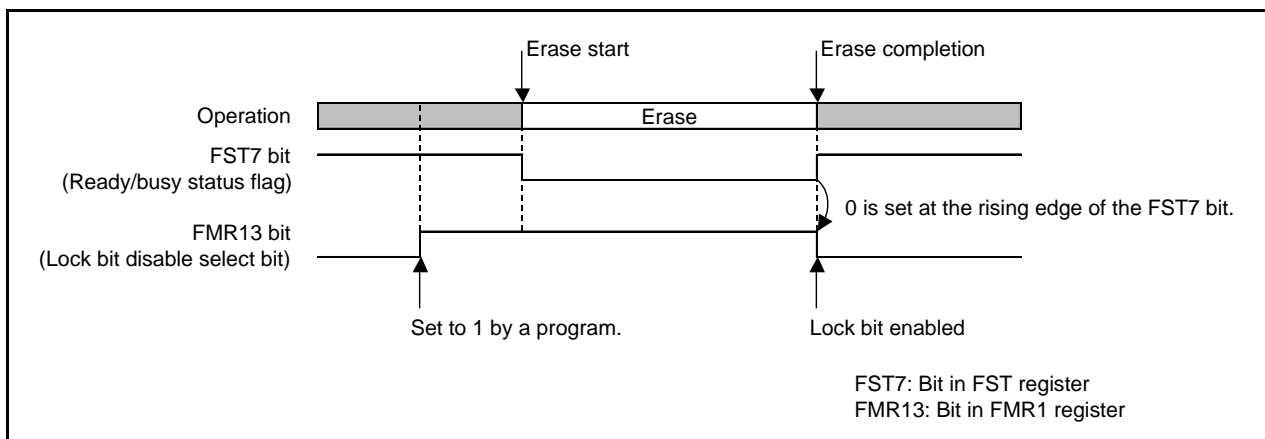 Erase start
Erase completion
Operation
Erase
FST7 bit
(Ready/busy status flag)
0 is set at the rising edge of the FST7 bit.
FMR13 bit
(Lock bit disable select bit)
Set to 1 by a program.
Lock bit enabled
FST7: Bit in FST register
FMR13: Bit in FMR1 register